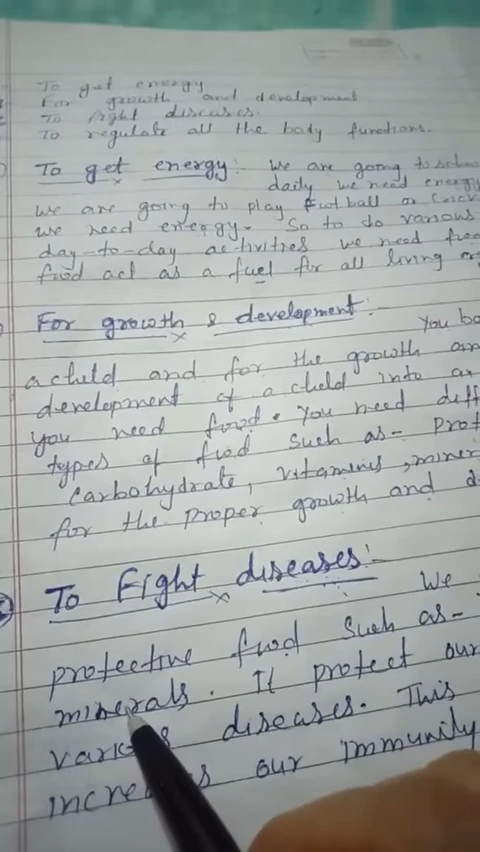 To get energy
For growth and development
To fight diseases.
To regulate all the body functions.
To get energy: We are going to
daily we need energy
we are going to play football or
we need energy. So to do various
day-to-day activities we need
food act as a fuel for all living
For growth & development:
You
a child and for the growth
development of a child into
you need food. You need
types of food such as-
carbohydrate, vitamins,
for the proper growth and
To Fight diseases:-
We
protective food such as-
minerals. It protect our
diseases. This
our immunity